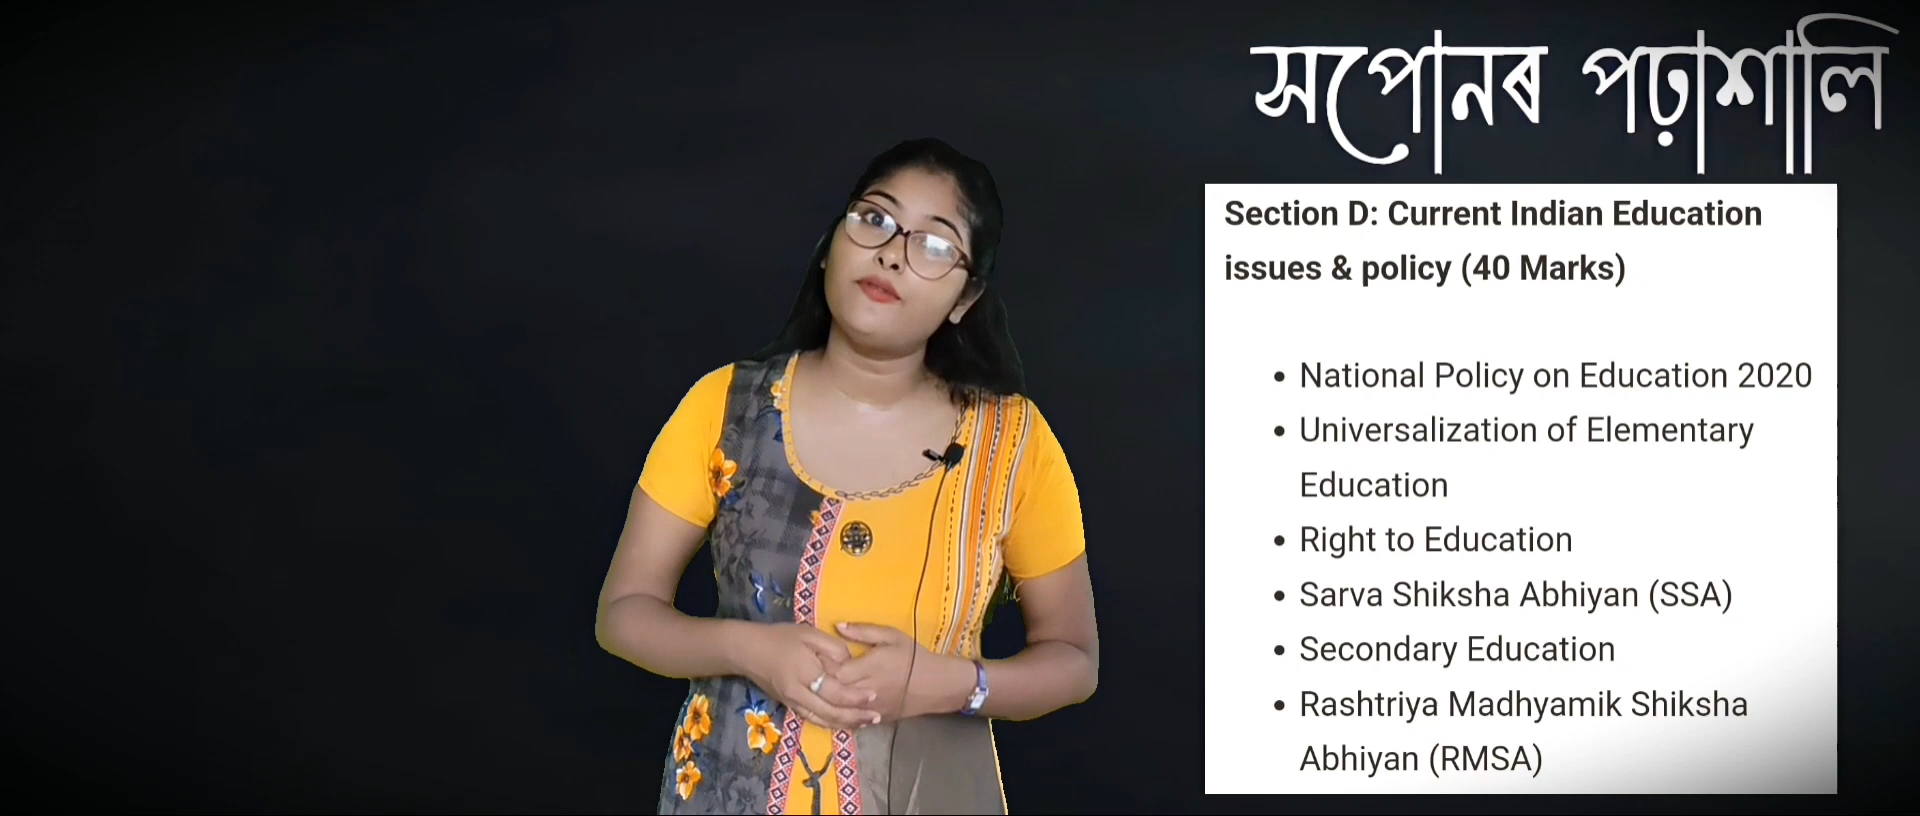 সপোনৰ পঢ়াশালি
Section D: Current Indian Education
issues & policy (40 Marks)
• National Policy on Education 2020
• Universalization of Elementary
Education
• Right to Education
• Sarva Shiksha Abhiyan (SSA)
• Secondary Education
• Rashtriya Madhyamik Shiksha
Abhiyan (RMSA)